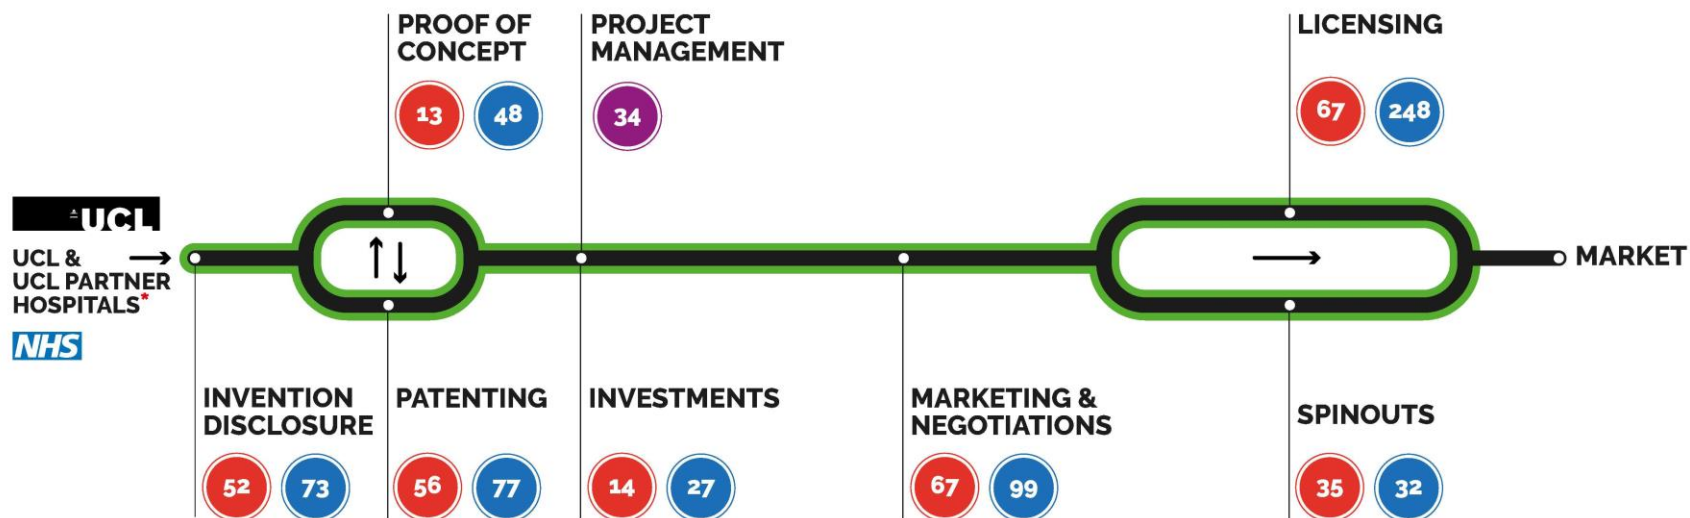 PROOF OF
CONCEPT
13 48
PROJECT
MANAGEMENT
34
LICENSING
67 248
UCL
UCL &
UCL PARTNER
HOSPITALS*
NHS
MARKET
INVENTION
DISCLOSURE
52 73
PATENTING
56 77
INVESTMENTS
14 27
MARKETING &
NEGOTIATIONS
67 99
SPINOUTS
35 32